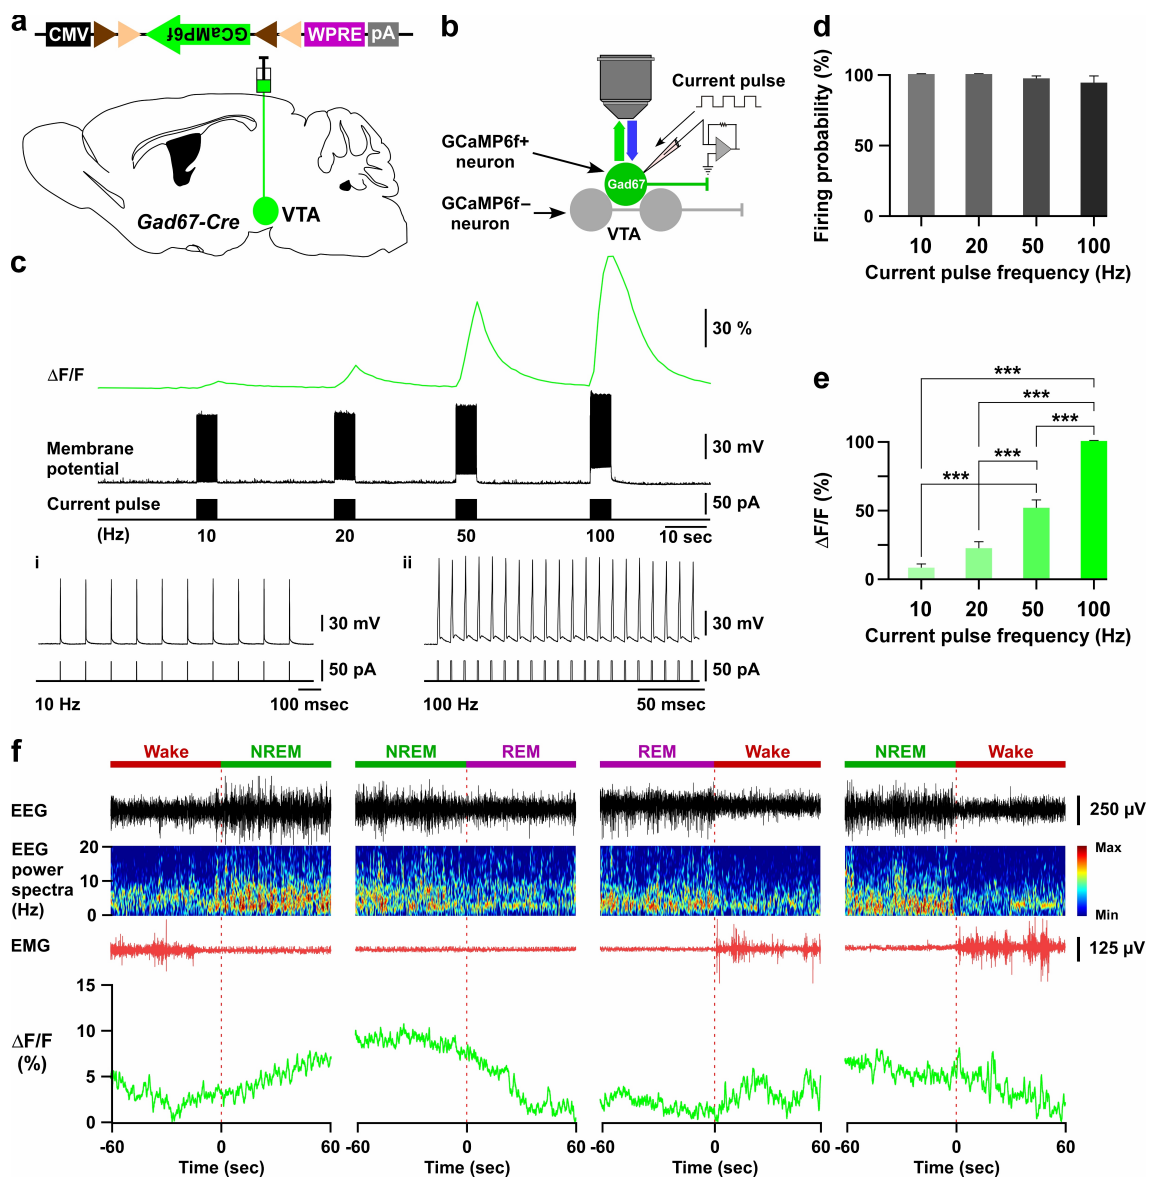 a
CMV GCaMP6f WPRE pA
Gad67-Cre
VTA
b
Current pulse
GCaMP6f+
neuron
Gad67
GCaMP6f−
neuron
VTA
c
ΔF/F
30 %
Membrane
potential
30 mV
Current pulse
50 pA
(Hz) 10 20 50 100 10 sec
i
30 mV
50 pA
10 Hz 100 msec
ii
30 mV
50 pA
100 Hz 50 msec
d
Firing probability (%)
100
50
0
10 20 50 100
Current pulse frequency (Hz)
e
***
***
***
***
***
ΔF/F (%)
100
50
0
10 20 50 100
Current pulse frequency (Hz)
f
Wake NREM NREM REM REM Wake NREM Wake
EEG
250 µV
EEG
power
spectra
(Hz)
20
10
0
Max
Min
EMG
125 µV
ΔF/F
(%)
15
10
5
0
-60 0 60 -60 0 60 -60 0 60 -60 0 60
Time (sec) Time (sec) Time (sec) Time (sec)